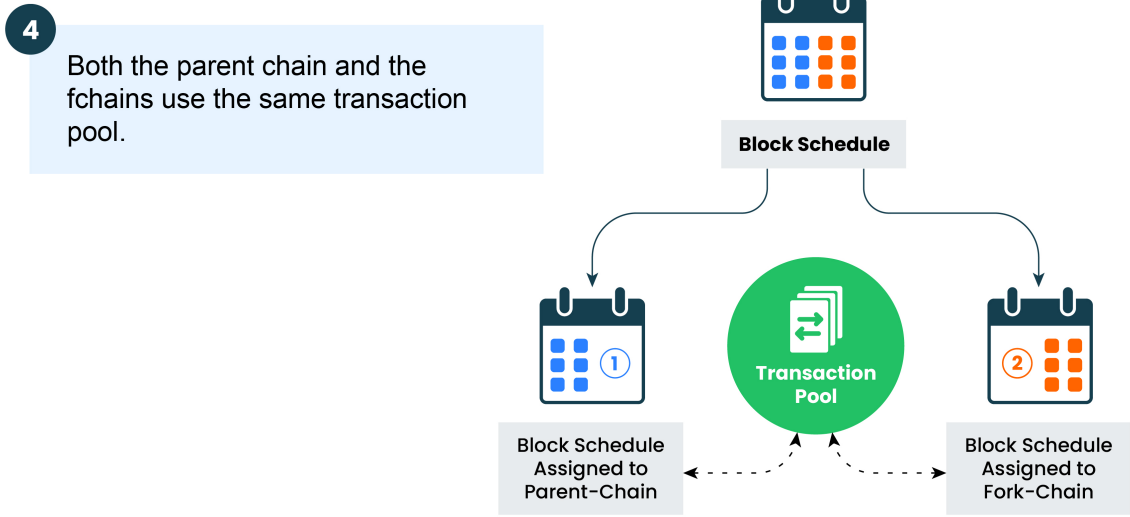 4
Both the parent chain and the
fchains use the same transaction
pool.
Block Schedule
1
Transaction
Pool
2
Block Schedule
Assigned to
Parent-Chain
Block Schedule
Assigned to
Fork-Chain